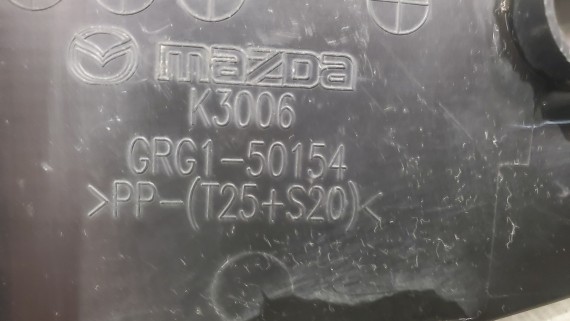 mazda
K3006
GRG1-50154
>PP-(T25+S20)<